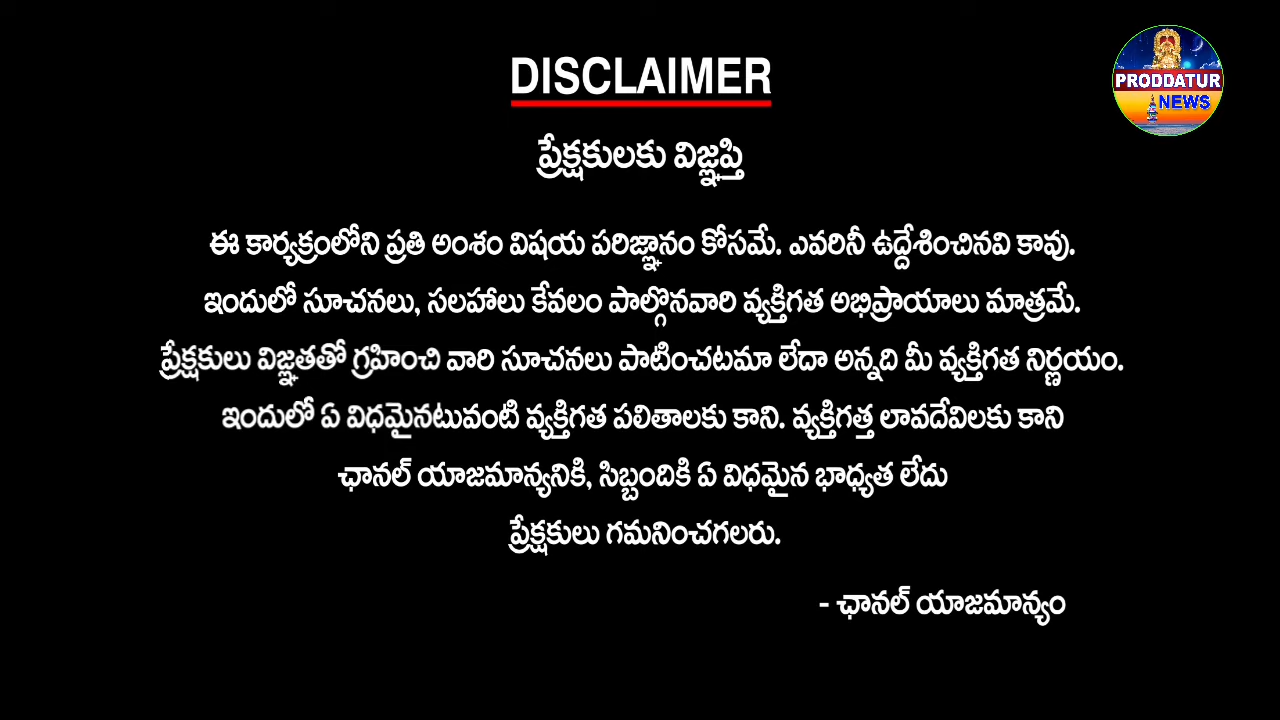 DISCLAIMER
PRODDATUR
NEWS
ప్రేక్షకులకు విజ్ఞప్తి
ఈ కార్యక్రంలోని ప్రతి అంశం విషయ పరిజ్ఞానం కోసమే. ఎవరినీ ఉద్దేశించినవి కావు.
ఇందులో సూచనలు, సలహాలు కేవలం పాల్గొనవారి వ్యక్తిగత అభిప్రాయాలు మాత్రమే.
ప్రేక్షకులు విజ్ఞతతో గ్రహించి వారి సూచనలు పాటించటమా లేదా అన్నది మీ వ్యక్తిగత నిర్ణయం.
ఇందులో ఏ విధమైనటువంటి వ్యక్తిగత పలితాలకు కాని. వ్యక్తిగత్త లావదేవిలకు కాని
ఛానల్ యాజమాన్యనికి, సిబ్బందికి ఏ విధమైన భాధ్యత లేదు
ప్రేక్షకులు గమనించగలరు.
- ఛానల్ యాజమాన్యం